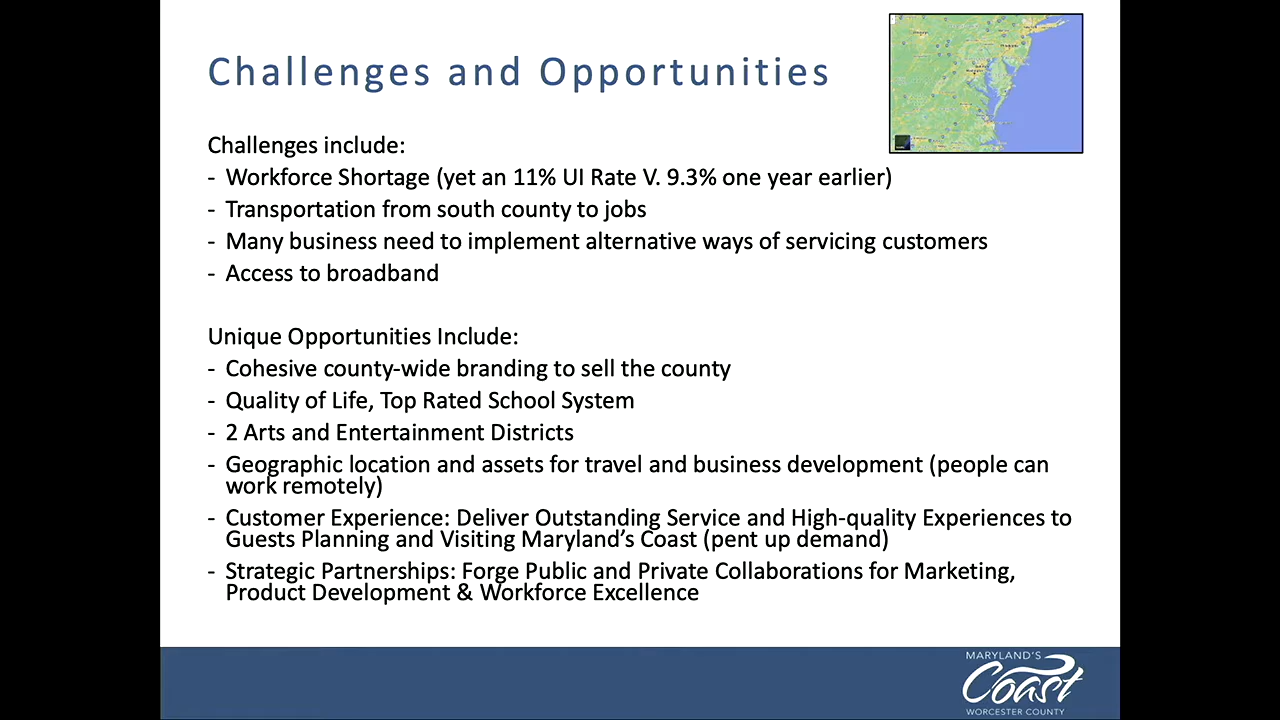 Challenges and Opportunities
Challenges include:
- Workforce Shortage (yet an 11% UI Rate V. 9.3% one year earlier)
- Transportation from south county to jobs
- Many business need to implement alternative ways of servicing customers
- Access to broadband
Unique Opportunities Include:
- Cohesive county-wide branding to sell the county
- Quality of Life, Top Rated School System
- 2 Arts and Entertainment Districts
- Geographic location and assets for travel and business development (people can
work remotely)
- Customer Experience: Deliver Outstanding Service and High-quality Experiences to
Guests Planning and Visiting Maryland’s Coast (pent up demand)
- Strategic Partnerships: Forge Public and Private Collaborations for Marketing,
Product Development & Workforce Excellence
MARYLAND'S
Coast
WORCESTER COUNTY